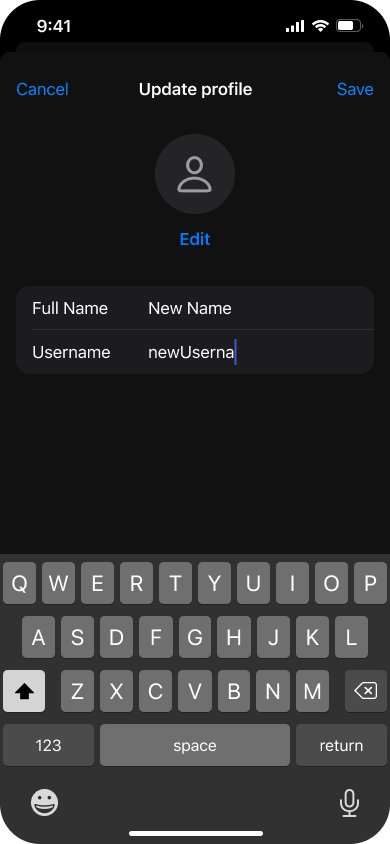 9:41
Cancel Update profile Save
Edit
Full Name New Name
Username newUserna
Q W E R T Y U I O P
A S D F G H J K L
Z X C V B N M
123 space return